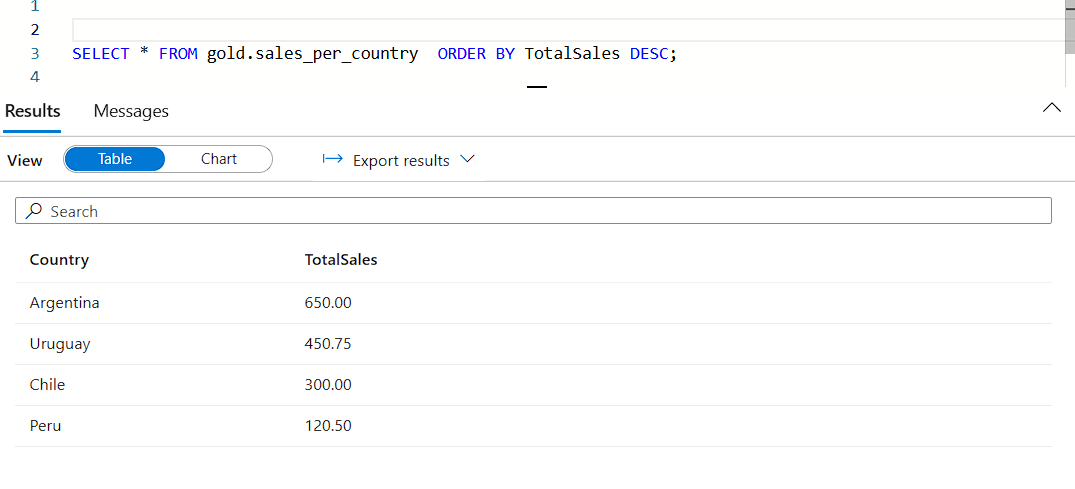 1
2
3 SELECT * FROM gold.sales_per_country  ORDER BY TotalSales DESC;
4
Results Messages
View Table Chart Export results
Search
Country TotalSales
Argentina 650.00
Uruguay 450.75
Chile 300.00
Peru 120.50